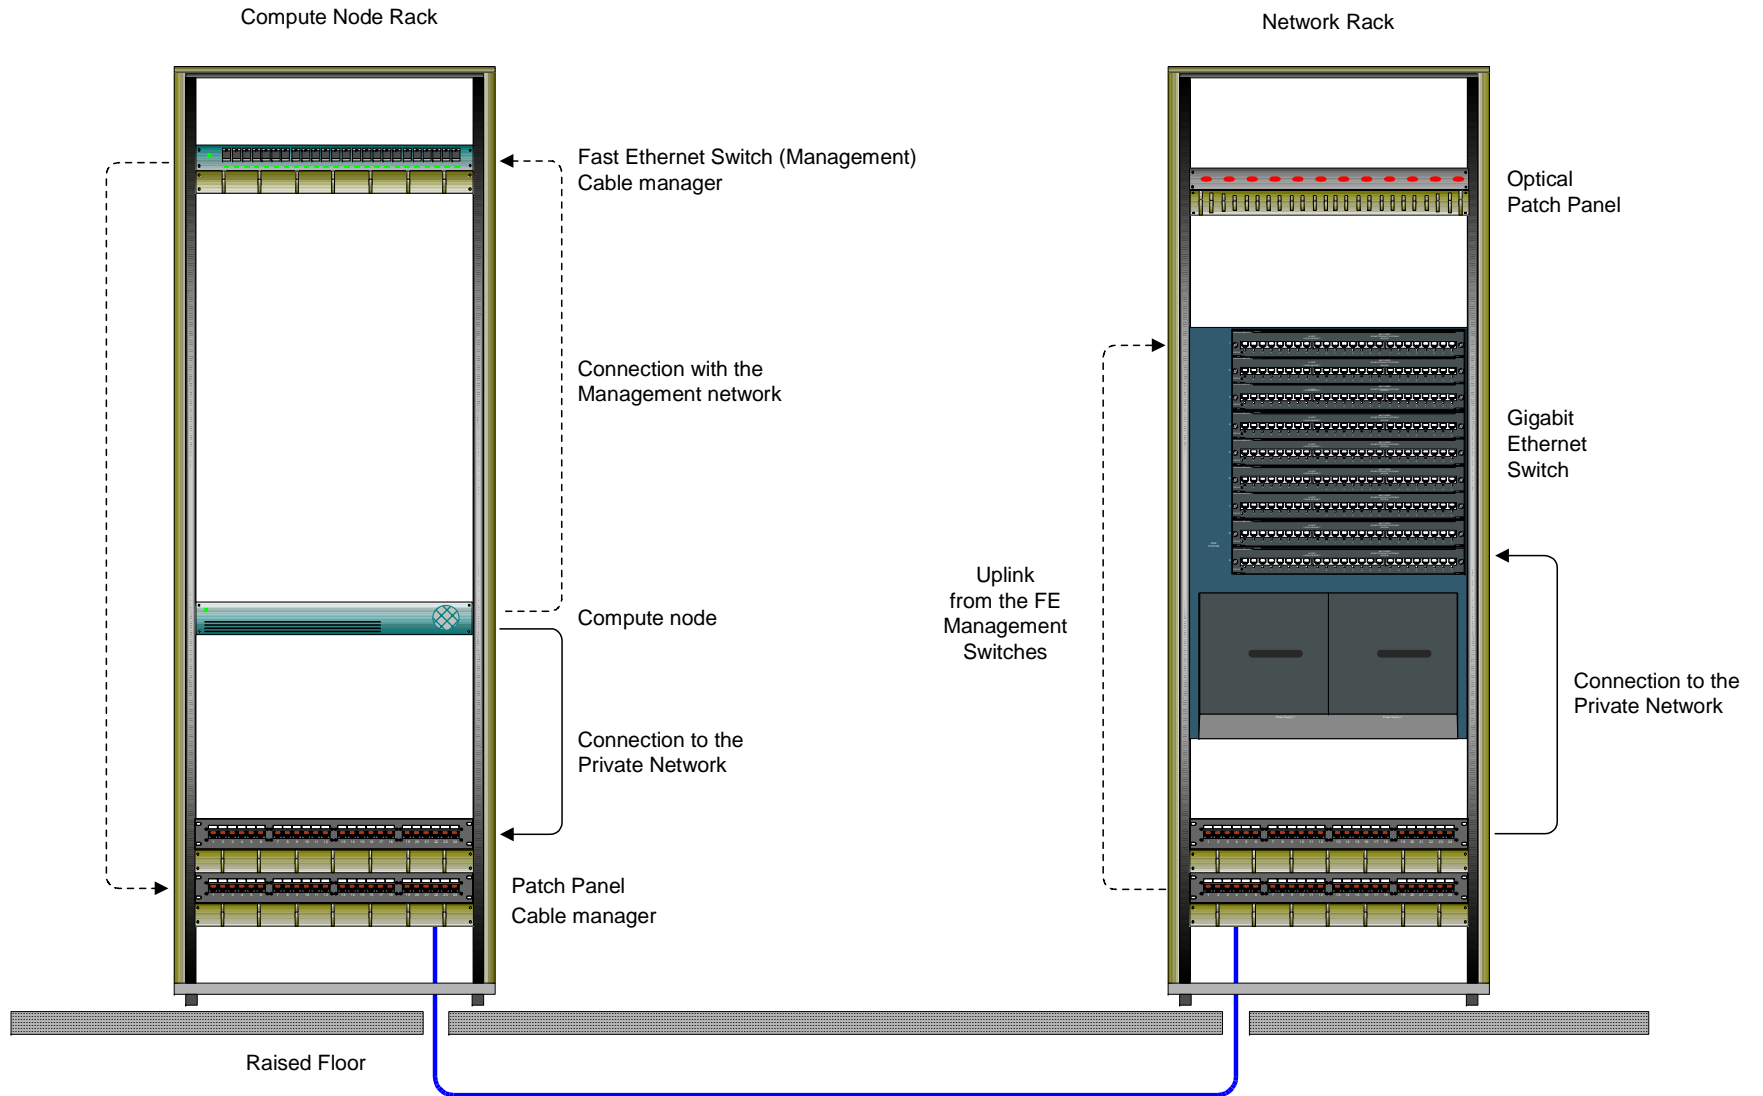 Compute Node Rack
Network Rack
Fast Ethernet Switch (Management)
Cable manager
Optical
Patch Panel
Connection with the
Management network
Gigabit
Ethernet
Switch
Uplink
from the FE
Management
Switches
Compute node
Connection to the
Private Network
Connection to the
Private Network
Patch Panel
Cable manager
Raised Floor